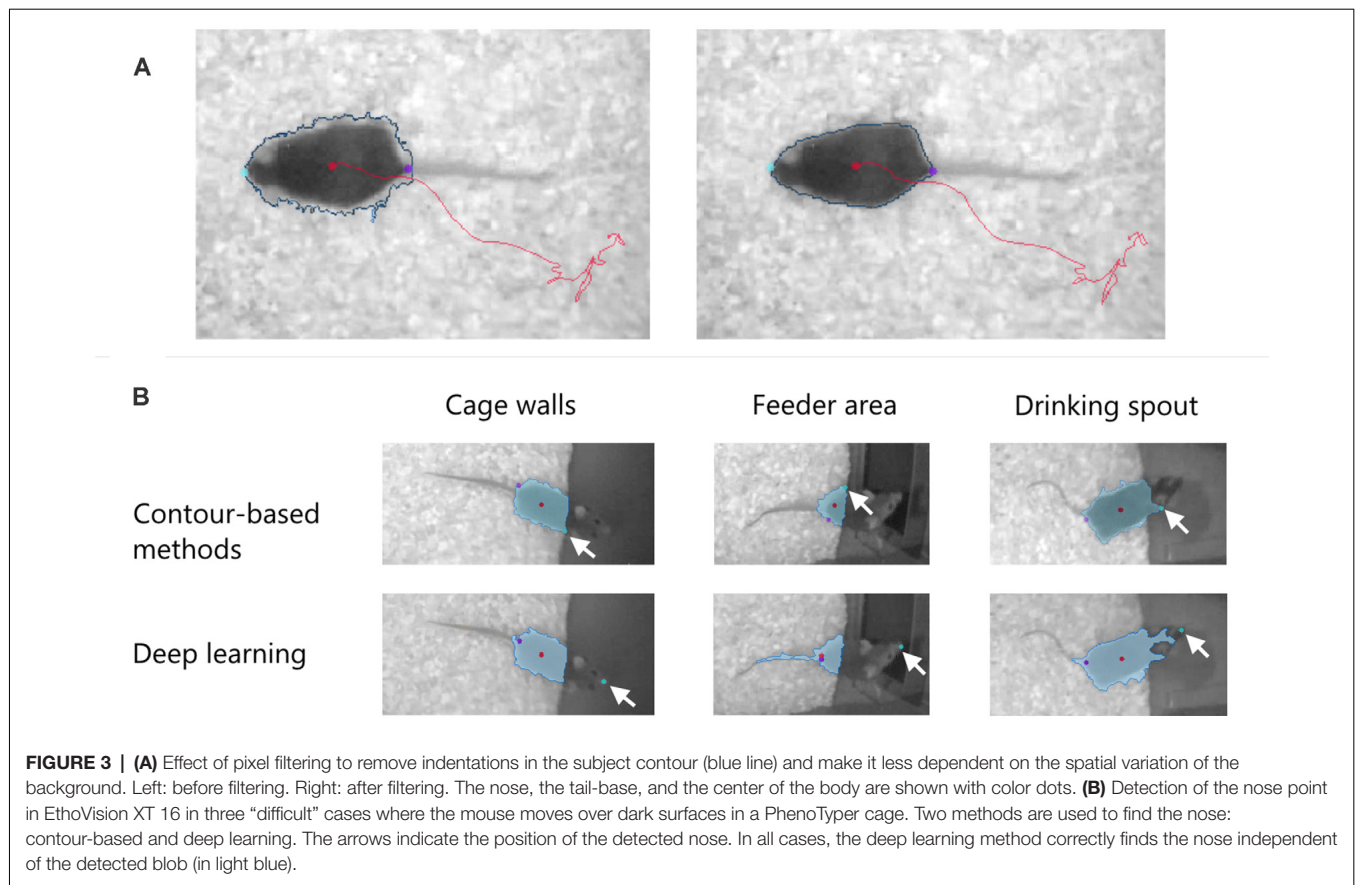 A
B
Cage walls
Feeder area
Drinking spout
Contour-based
methods
Deep learning
FIGURE 3 | (A) Effect of pixel filtering to remove indentations in the subject contour (blue line) and make it less dependent on the spatial variation of the
background. Left: before filtering. Right: after filtering. The nose, the tail-base, and the center of the body are shown with color dots. (B) Detection of the nose point
in EthoVision XT 16 in three “difficult” cases where the mouse moves over dark surfaces in a PhenoTyper cage. Two methods are used to find the nose:
contour-based and deep learning. The arrows indicate the position of the detected nose. In all cases, the deep learning method correctly finds the nose independent
of the detected blob (in light blue).